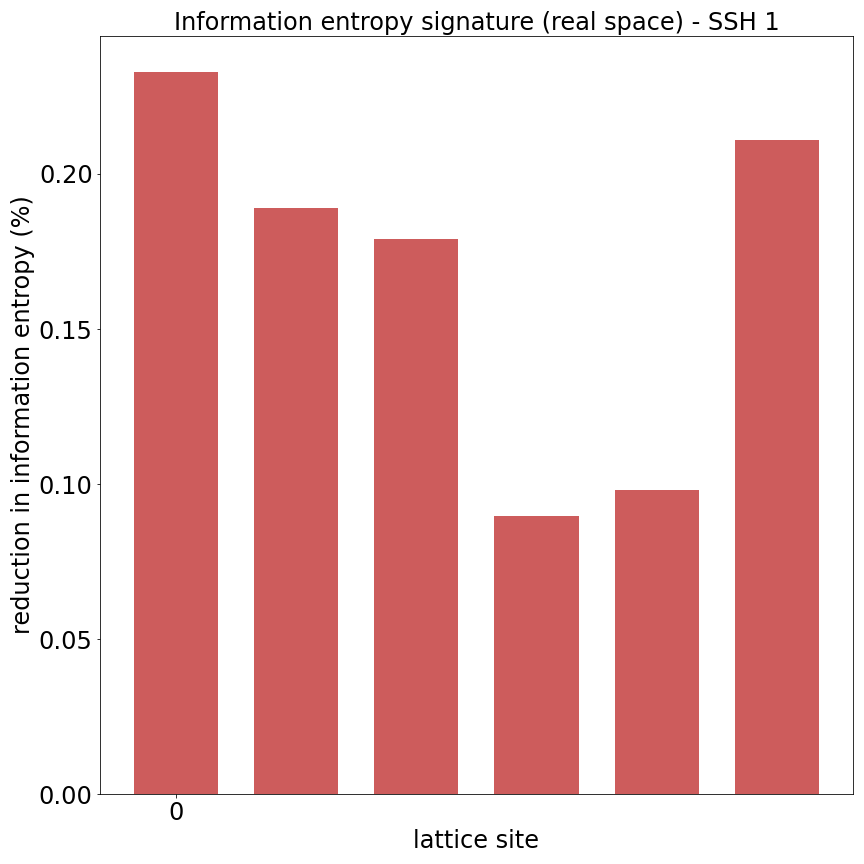 Information entropy signature (real space) - SSH 1
reduction in information entropy (%)
0.20
0.15
0.10
0.05
0.00
0
lattice site